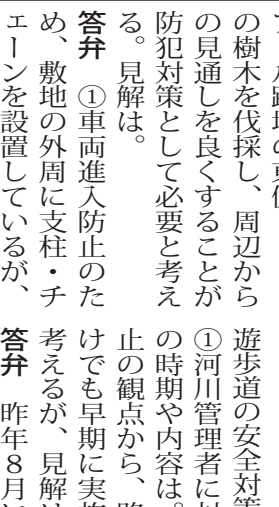 の樹木を伐採し、周辺から
の見通しを良くすることが
防犯対策として必要と考え
る。見解は。
答弁　①車両進入防止のた
め、敷地の外周に支柱・チ
ェーンを設置しているが、
遊歩道の安全対策
①河川管理者に対
の時期や内容は。
止の観点から、路
けでも早期に実施
考えるが、見解は
答弁　昨年８月に